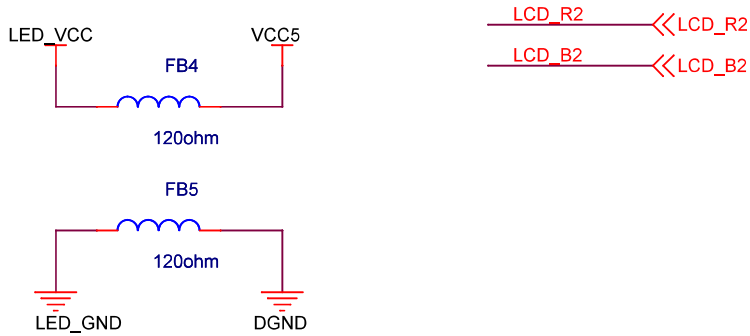 LED_VCC
VCC5
FB4
120ohm
FB5
120ohm
LED_GND
DGND
LCD_R2
LCD_R2
LCD_B2
LCD_B2